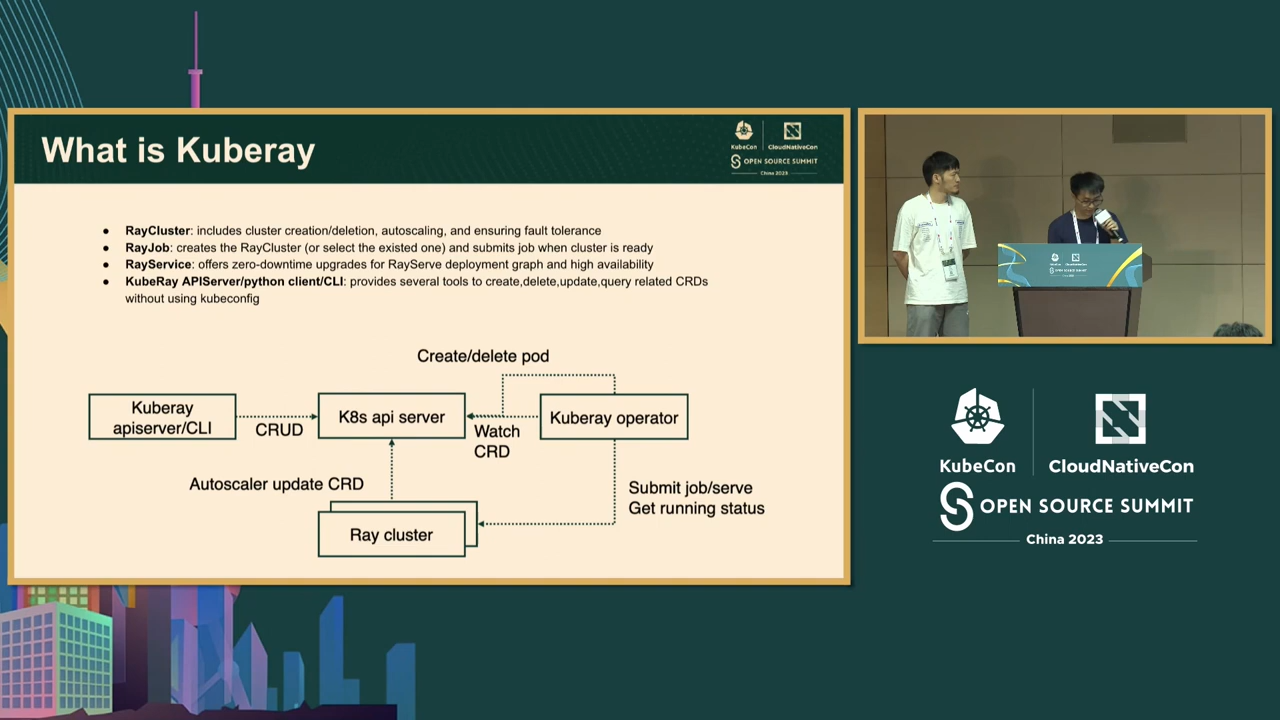 What is Kuberay
KubeCon
CloudNativeCon
OPEN SOURCE SUMMIT
China 2023
● RayCluster: includes cluster creation/deletion, autoscaling, and ensuring fault tolerance
● RayJob: creates the RayCluster (or select the existed one) and submits job when cluster is ready
● RayService: offers zero-downtime upgrades for RayServe deployment graph and high availability
● KubeRay APIServer/python client/CLI: provides several tools to create,delete,update,query related CRDs
without using kubeconfig
Create/delete pod
Kuberay
apiserver/CLI
CRUD
K8s api server
Watch
CRD
Kuberay operator
Autoscaler update CRD
Submit job/serve
Get running status
Ray cluster
KubeCon
CloudNativeCon
OPEN SOURCE SUMMIT
China 2023